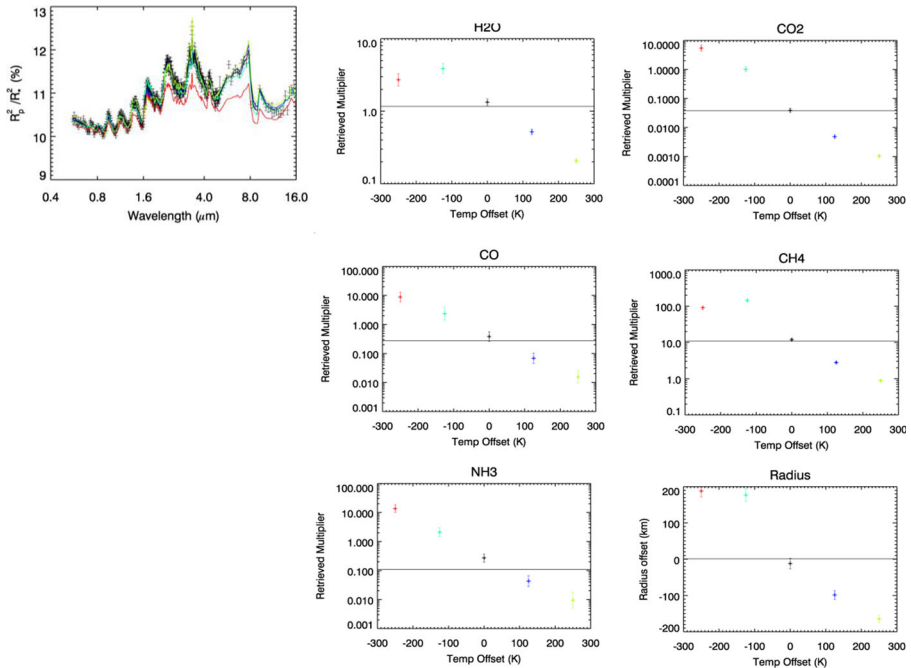 13
12
11
10
9
R_p^2/R_*^2 (%)
0.4 0.8 1.6 4.0 8.0 16.0
Wavelength (μm)
H2O
10.0
1.0
0.1
Retrieved Multiplier
-300 -200 -100 0 100 200 300
Temp Offset (K)
CO2
10.0000
1.0000
0.1000
0.0100
0.0010
0.0001
Retrieved Multiplier
-300 -200 -100 0 100 200 300
Temp Offset (K)
CO
100.000
10.000
1.000
0.100
0.010
0.001
Retrieved Multiplier
-300 -200 -100 0 100 200 300
Temp Offset (K)
CH4
1000.0
100.0
10.0
1.0
0.1
Retrieved Multiplier
-300 -200 -100 0 100 200 300
Temp Offset (K)
NH3
100.000
10.000
1.000
0.100
0.010
0.001
Retrieved Multiplier
-300 -200 -100 0 100 200 300
Temp Offset (K)
Radius
200
100
0
-100
-200
Radius offset (km)
-300 -200 -100 0 100 200 300
Temp Offset (K)